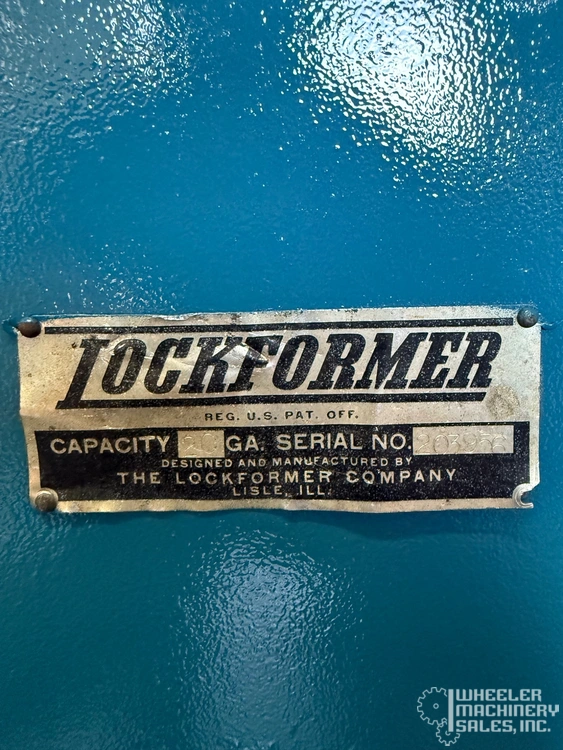 LOCKFORMER
REG. U.S. PAT. OFF.
CAPACITY GA. SERIAL NO.
DESIGNED AND MANUFACTURED BY
THE LOCKFORMER COMPANY
LISLE, ILL.
WHEELER
MACHINERY
SALES, INC.